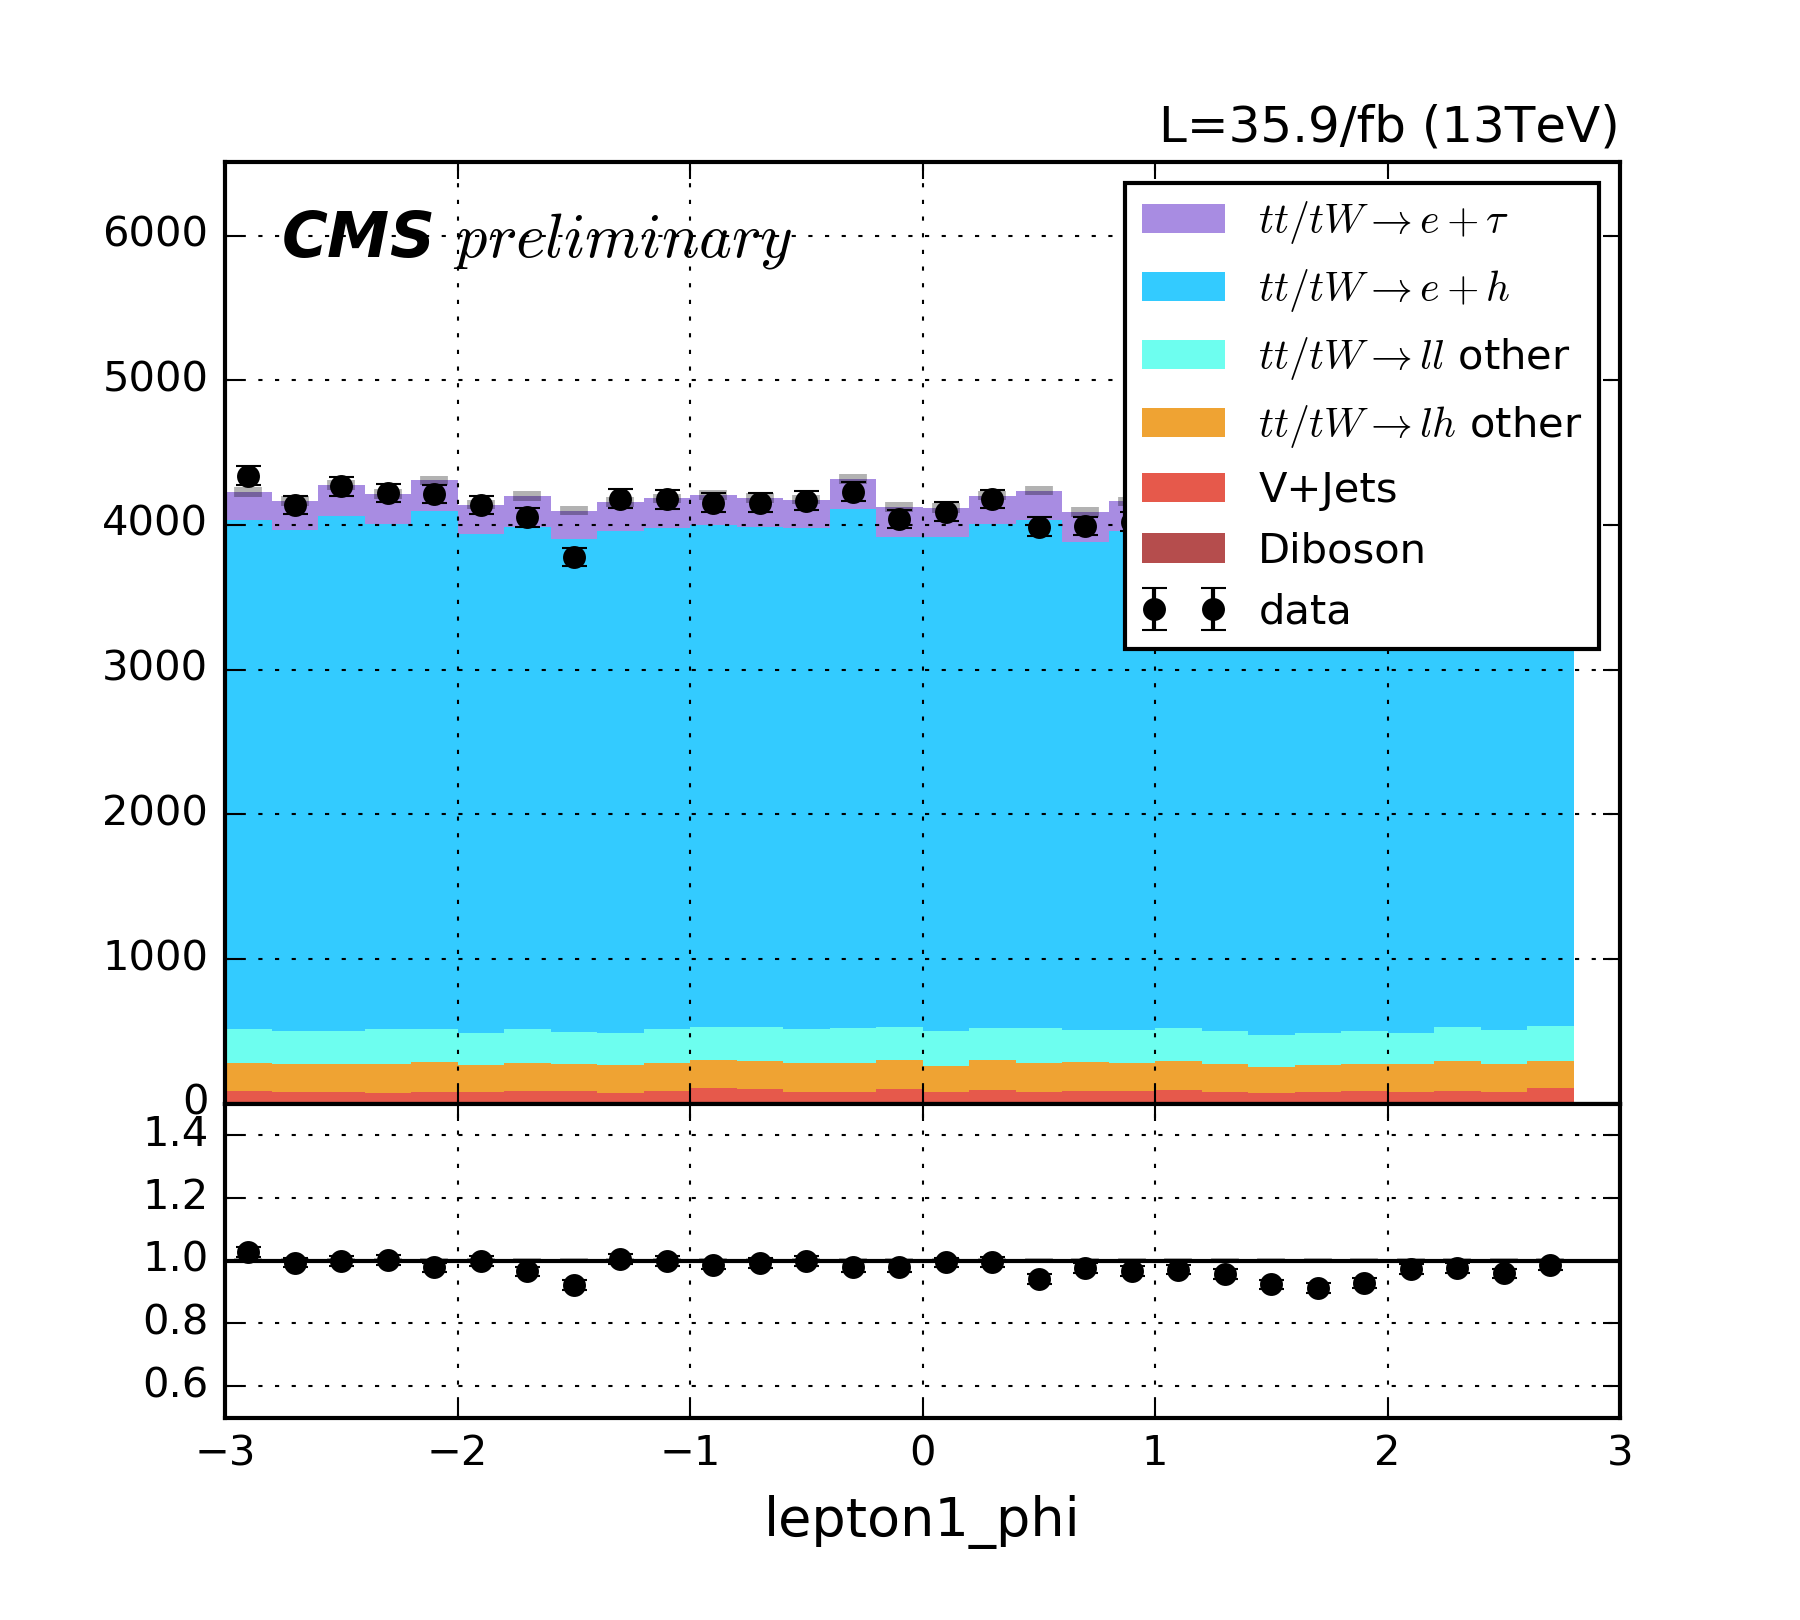 L=35.9/fb (13TeV)
CMS preliminary
tt/tW → e + τ
tt/tW → e + h
tt/tW → ll other
tt/tW → lh other
V+Jets
Diboson
data
6000
5000
4000
3000
2000
1000
0
1.4
1.2
1.0
0.8
0.6
−3 −2 −1 0 1 2 3
lepton1_phi